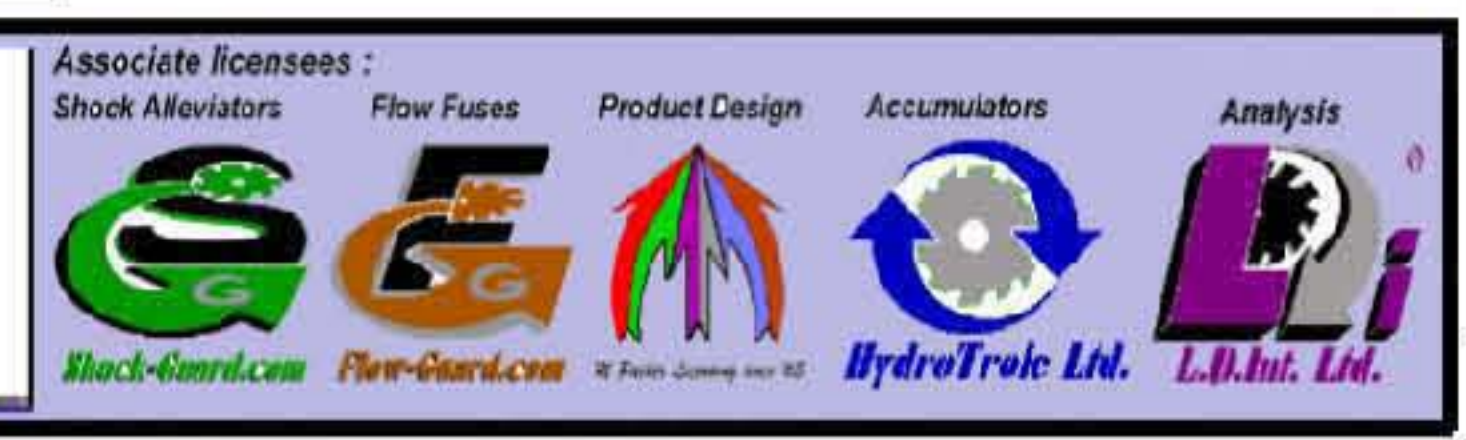 Associate licensees :
Shock Alleviators
Flow Fuses
Product Design
Accumulators
Analysis
G
G
Shock-Guard.com
Flow-Guard.com
HydroTroic Ltd.
L.D.Int. Ltd.